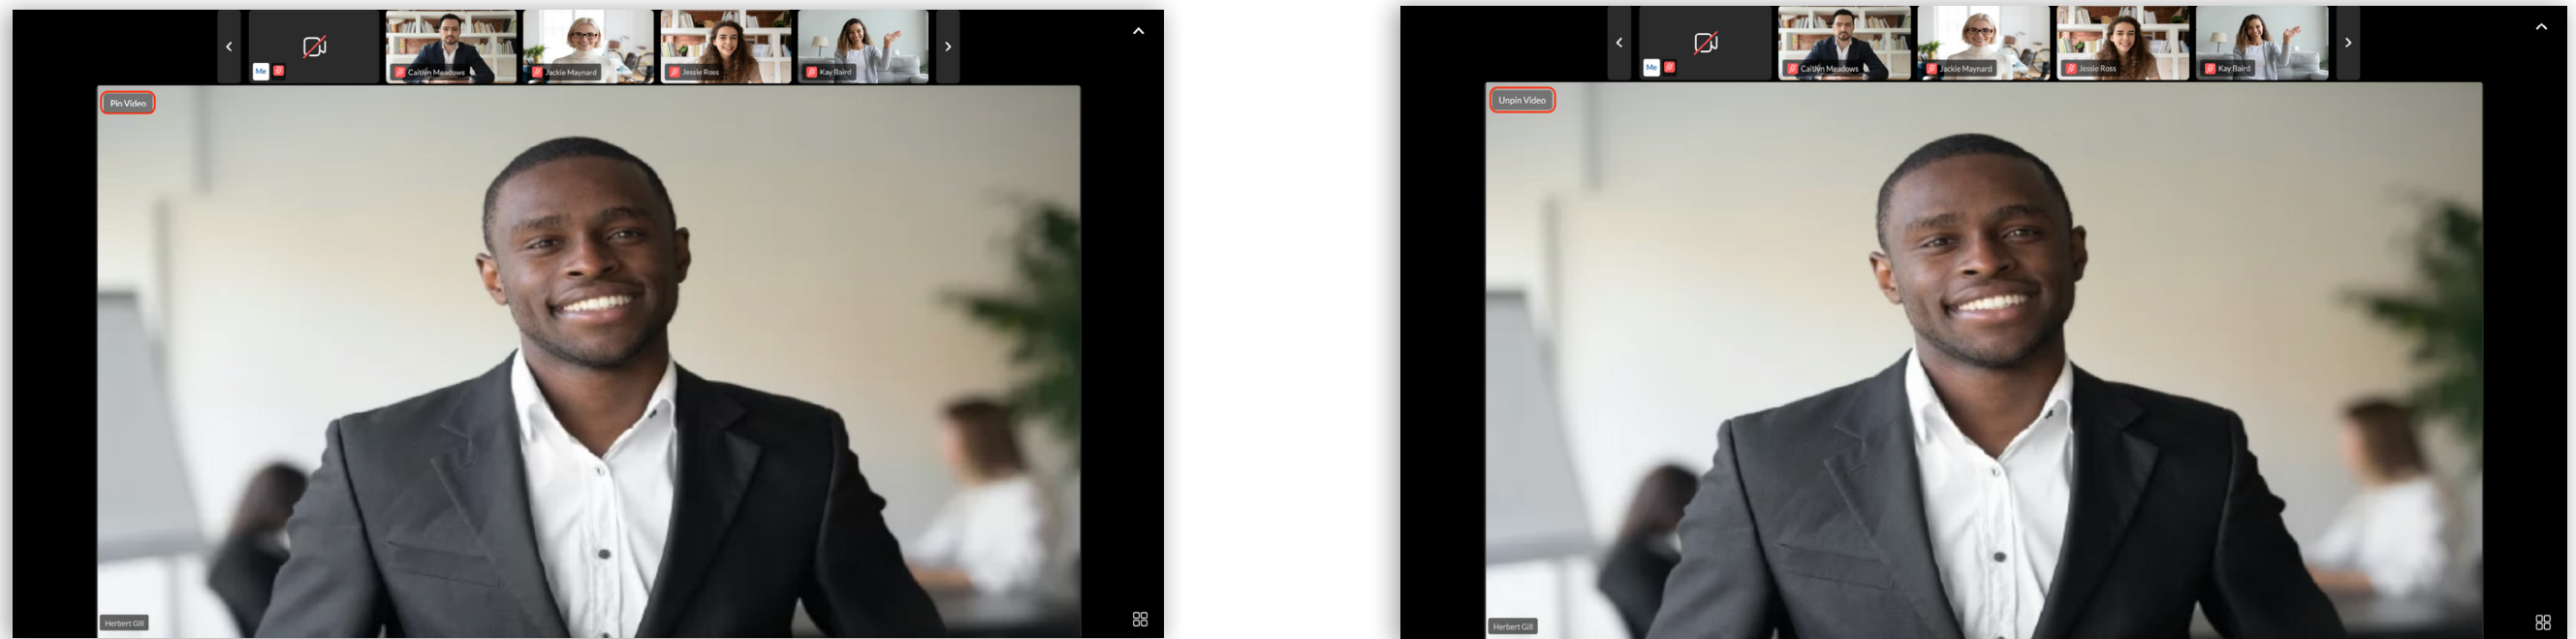 Me
Caitlyn Meadows
Jackie Maynard
Jessie Ross
Kay Baird
Pin Video
Herbert Gill
Me
Caitlyn Meadows
Jackie Maynard
Jessie Ross
Kay Baird
Unpin Video
Herbert Gill